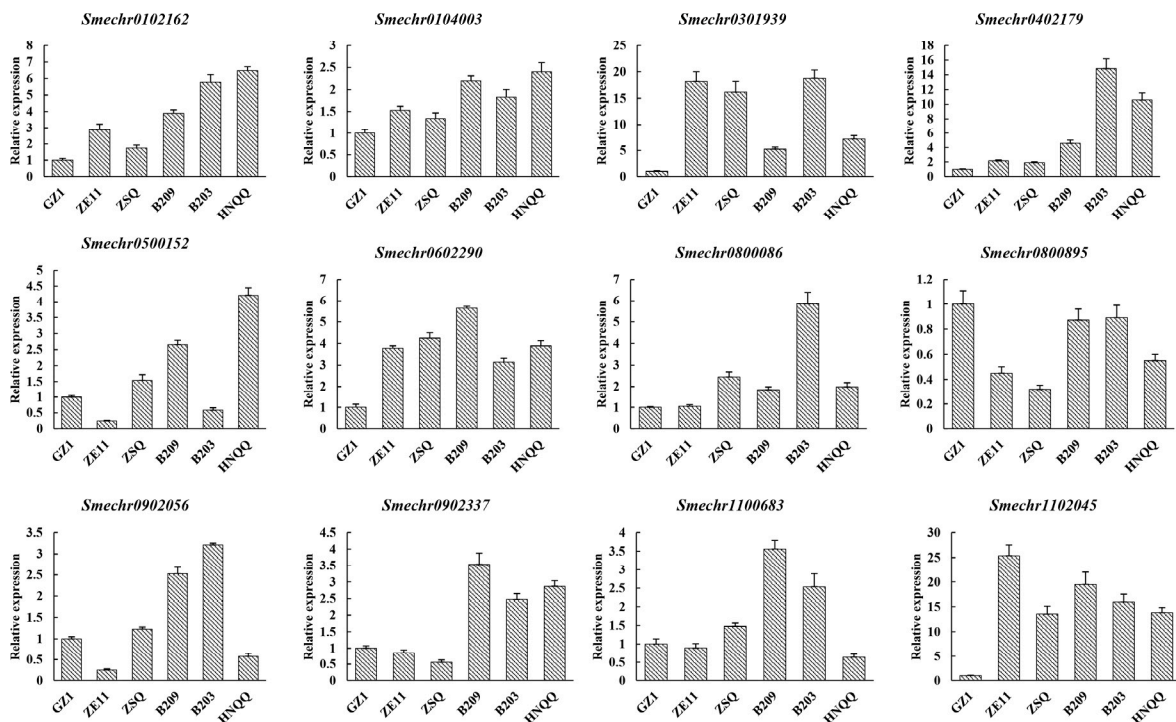 Smechr0102162
Relative expression
8
7
6
5
4
3
2
1
0
GZ1
ZE11
ZSQ
B209
B203
HNQQ
Smechr0104003
Relative expression
3
2.5
2
1.5
1
0.5
0
GZ1
ZE11
ZSQ
B209
B203
HNQQ
Smechr0301939
Relative expression
25
20
15
10
5
0
GZ1
ZE11
ZSQ
B209
B203
HNQQ
Smechr0402179
Relative expression
18
16
14
12
10
8
6
4
2
0
GZ1
ZE11
ZSQ
B209
B203
HNQQ
Smechr0500152
Relative expression
5
4.5
4
3.5
3
2.5
2
1.5
1
0.5
0
GZ1
ZE11
ZSQ
B209
B203
HNQQ
Smechr0602290
Relative expression
7
6
5
4
3
2
1
0
GZ1
ZE11
ZSQ
B209
B203
HNQQ
Smechr0800086
Relative expression
7
6
5
4
3
2
1
0
GZ1
ZE11
ZSQ
B209
B203
HNQQ
Smechr0800895
Relative expression
1.2
1
0.8
0.6
0.4
0.2
0
GZ1
ZE11
ZSQ
B209
B203
HNQQ
Smechr0902056
Relative expression
3.5
3
2.5
2
1.5
1
0.5
0
GZ1
ZE11
ZSQ
B209
B203
HNQQ
Smechr0902337
Relative expression
4.5
4
3.5
3
2.5
2
1.5
1
0.5
0
GZ1
ZE11
ZSQ
B209
B203
HNQQ
Smechr1100683
Relative expression
4
3.5
3
2.5
2
1.5
1
0.5
0
GZ1
ZE11
ZSQ
B209
B203
HNQQ
Smechr1102045
Relative expression
30
25
20
15
10
5
0
GZ1
ZE11
ZSQ
B209
B203
HNQQ